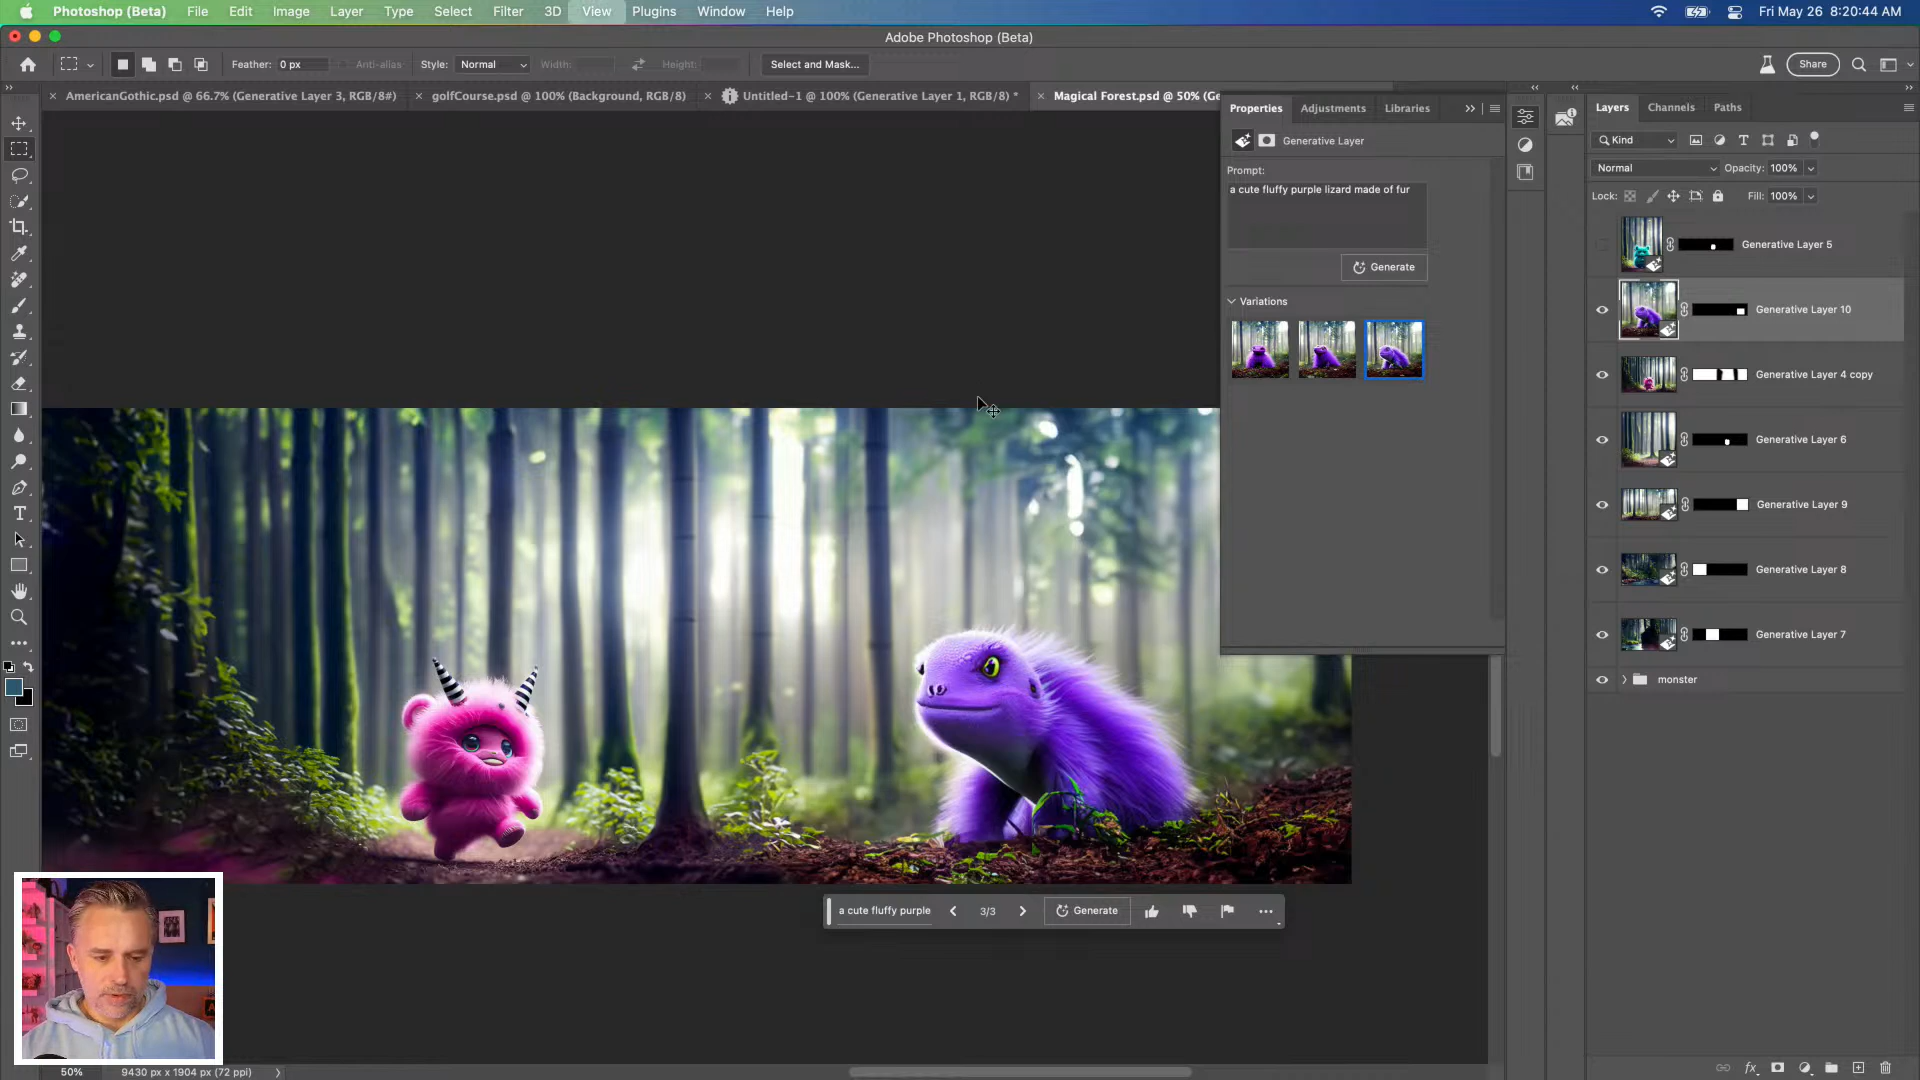 Photoshop (Beta) File Edit Image Layer Type Select Filter 3D View Plugins Window Help Fri May 26 8:20:44 AM
Adobe Photoshop (Beta)
Feather: 0 px Anti-alias Style: Normal Width: Height: Select and Mask... Share
AmericanGothic.psd @ 66.7% (Generative Layer 3, RGB/8#) golfCourse.psd @ 100% (Background, RGB/8) Untitled-1 @ 100% (Generative Layer 1, RGB/8) * Magical Forest.psd @ 50% (Ge
Properties Adjustments Libraries
Generative Layer
Prompt:
a cute fluffy purple lizard made of fur
Generate
Variations
Layers Channels Paths
Kind
Normal Opacity: 100%
Lock: Fill: 100%
Generative Layer 5
Generative Layer 10
Generative Layer 4 copy
Generative Layer 6
Generative Layer 9
Generative Layer 8
Generative Layer 7
monster
a cute fluffy purple 3/3 Generate
50% 9430 px x 1904 px (72 ppi)
fx